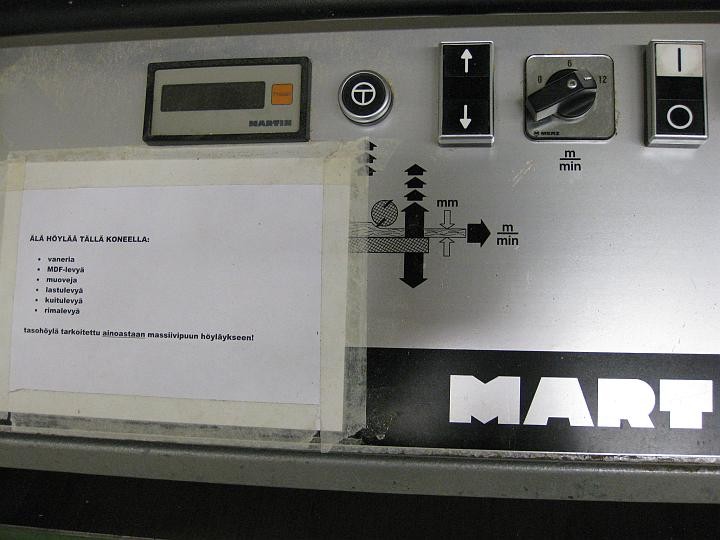 MARTIN
0
6
12
MERZ
m
min
ÄLÄ HÖYLÄÄ TÄLLÄ KONEELLA:
• vaneria
• MDF-levyä
• muoveja
• lastulevyä
• kuitulevyä
• rimalevyä
tasohöylä tarkoitettu ainoastaan massiivipuun höyläykseen!
mm
m
min
MART